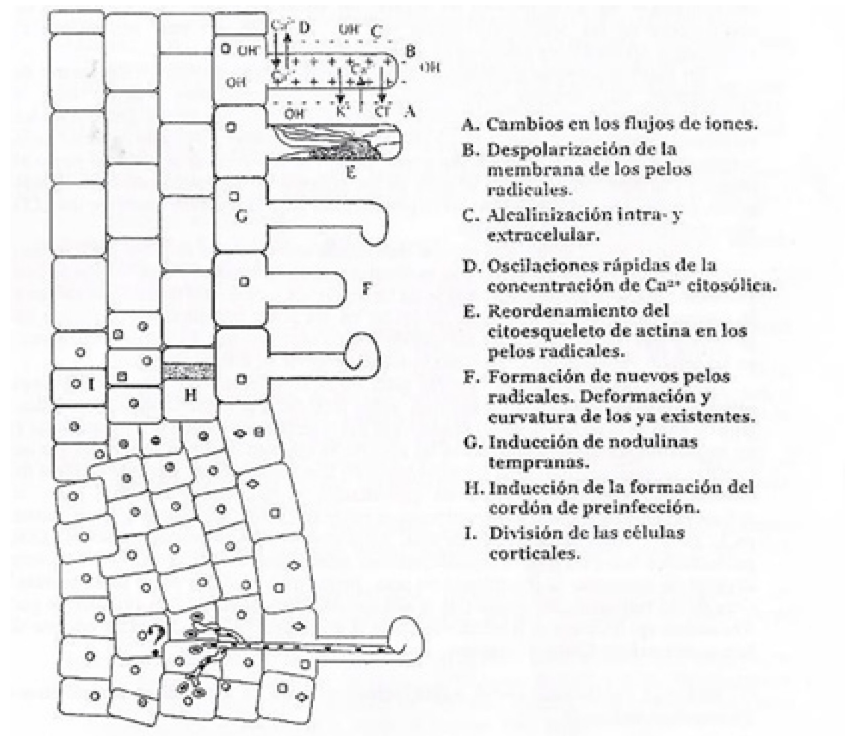 Ca²⁺ D OH⁻ C
OH⁻ B
Ca²⁺ OH
OH
OH⁻ K⁺ Cl⁻ A
E
G
F
I
H
?
A. Cambios en los flujos de iones.
B. Despolarización de la
membrana de los pelos
radicales.
C. Alcalinización intra- y
extracelular.
D. Oscilaciones rápidas de la
concentración de Ca²⁺ citosólica.
E. Reordenamiento del
citoesqueleto de actina en los
pelos radicales.
F. Formación de nuevos pelos
radicales. Deformación y
curvatura de los ya existentes.
G. Inducción de nodulinas
tempranas.
H. Inducción de la formación del
cordón de preinfección.
I. División de las células
corticales.